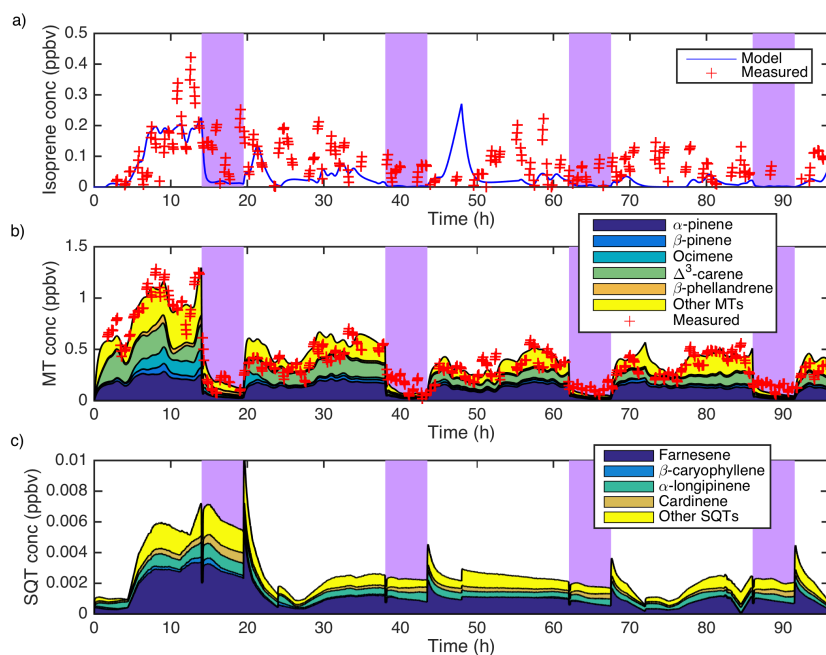 a)
0.5
0.4
0.3
0.2
0.1
0
Isoprene conc (ppbv)
Model
Measured
0 10 20 30 40 50 60 70 80 90
Time (h)
b)
1.5
1
0.5
0
MT conc (ppbv)
α-pinene
β-pinene
Ocimene
Δ³-carene
β-phellandrene
Other MTs
Measured
0 10 20 30 40 50 60 70 80 90
Time (h)
c)
0.01
0.008
0.006
0.004
0.002
0
SQT conc (ppbv)
Farnesene
β-caryophyllene
α-longipinene
Cardinene
Other SQTs
0 10 20 30 40 50 60 70 80 90
Time (h)